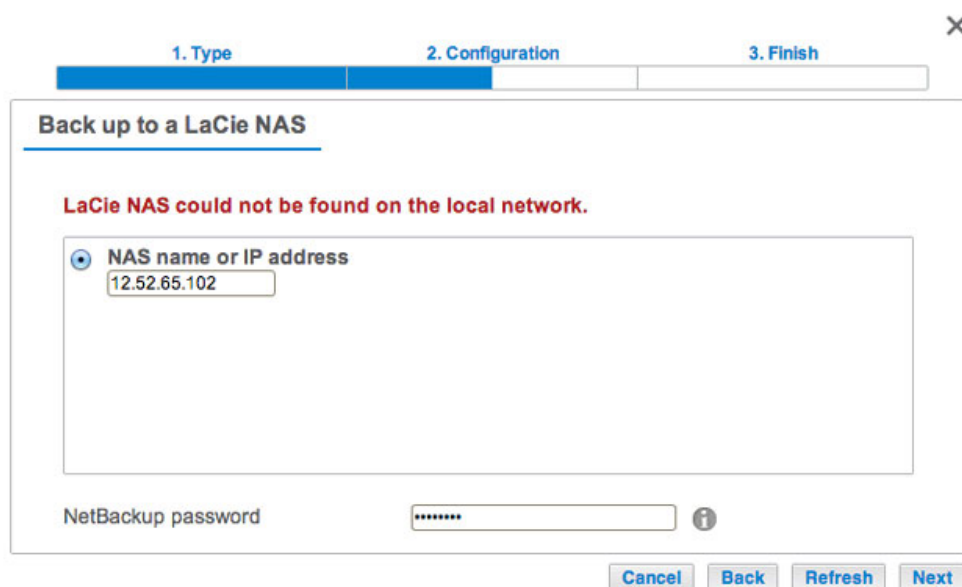 1. Type 2. Configuration 3. Finish
Back up to a LaCie NAS
LaCie NAS could not be found on the local network.
NAS name or IP address
12.52.65.102
NetBackup password ••••••••
Cancel Back Refresh Next